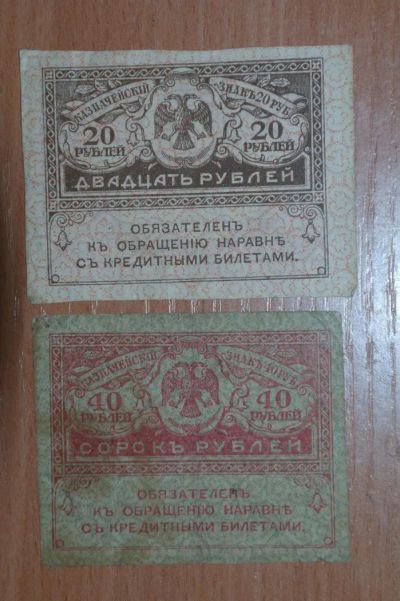 КАЗНАЧЕЙСКІЙ ЗНАКЪ 20 РУБ.
20 РУБЛЕЙ 20 РУБЛЕЙ
ДВАДЦАТЬ РУБЛЕЙ
ОБЯЗАТЕЛЕНЪ
КЪ ОБРАЩЕНІЮ НАРАВНѢ
СЪ КРЕДИТНЫМИ БИЛЕТАМИ.
КАЗНАЧЕЙСКІЙ ЗНАКЪ 40 РУБ.
40 РУБЛЕЙ 40 РУБЛЕЙ
СОРОКЪ РУБЛЕЙ
ОБЯЗАТЕЛЕНЪ
КЪ ОБРАЩЕНІЮ НАРАВНѢ
СЪ КРЕДИТНЫМИ БИЛЕТАМИ.